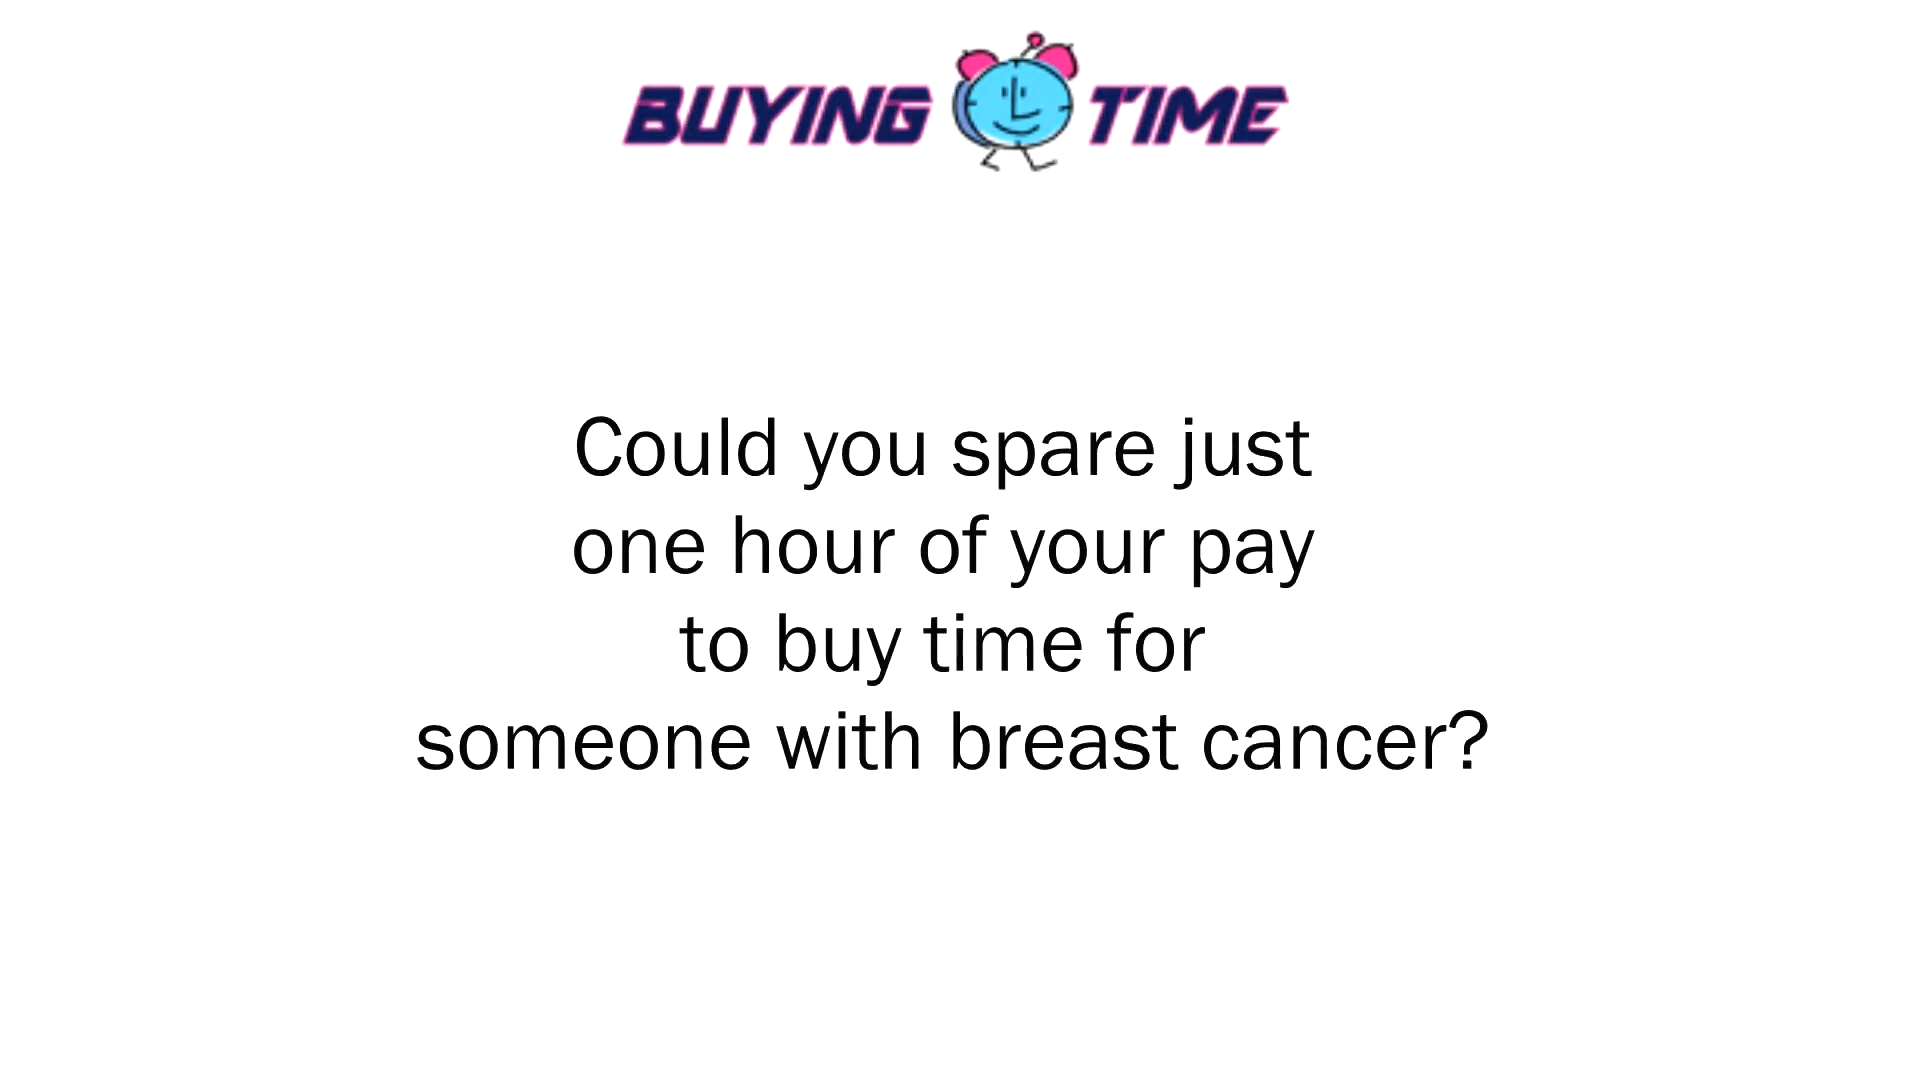 BUYING TIME
Could you spare just
one hour of your pay
to buy time for
someone with breast cancer?